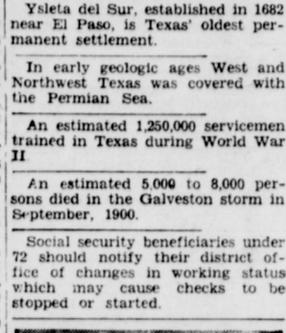 Ysleta del Sur, established in 1682
near El Paso, is Texas' oldest per-
manent settlement.
In early geologic ages West and
Northwest Texas was covered with
the Permian Sea.
An estimated 1,250,000 servicemen
trained in Texas during World War
II
An estimated 5,000 to 8,000 per-
sons died in the Galveston storm in
September, 1900.
Social security beneficiaries under
72 should notify their district of-
fice of changes in working status
which may cause checks to be
stopped or started.